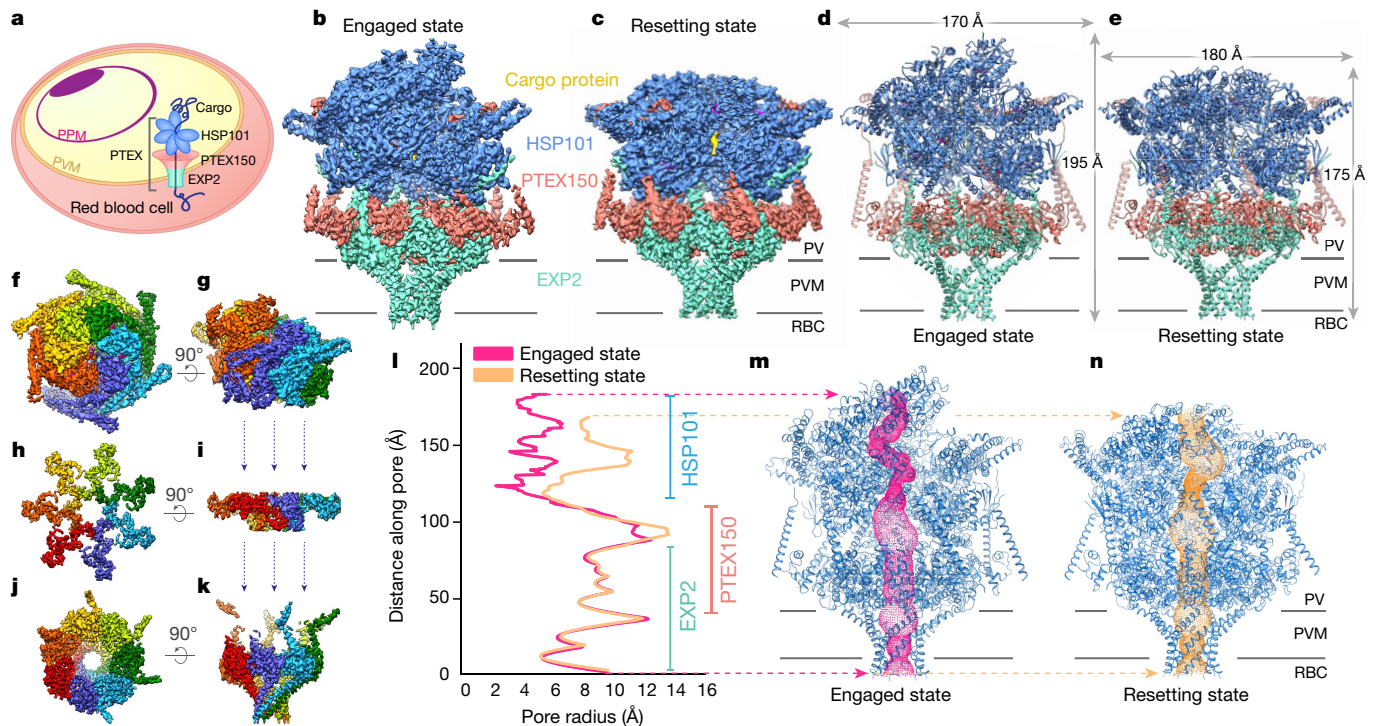 a
PPM
PVM
PTEX
Cargo
HSP101
PTEX150
EXP2
Red blood cell
b
Engaged state
c
Resetting state
Cargo protein
HSP101
PTEX150
EXP2
PV
PVM
RBC
d
170 Å
195 Å
Engaged state
e
180 Å
175 Å
PV
PVM
RBC
Resetting state
f
90°
g
h
90°
i
j
90°
k
l
Engaged state
Resetting state
Distance along pore (Å)
200
150
100
50
0
0 2 4 6 8 10 12 14 16
Pore radius (Å)
HSP101
PTEX150
EXP2
m
Engaged state
n
PV
PVM
RBC
Resetting state